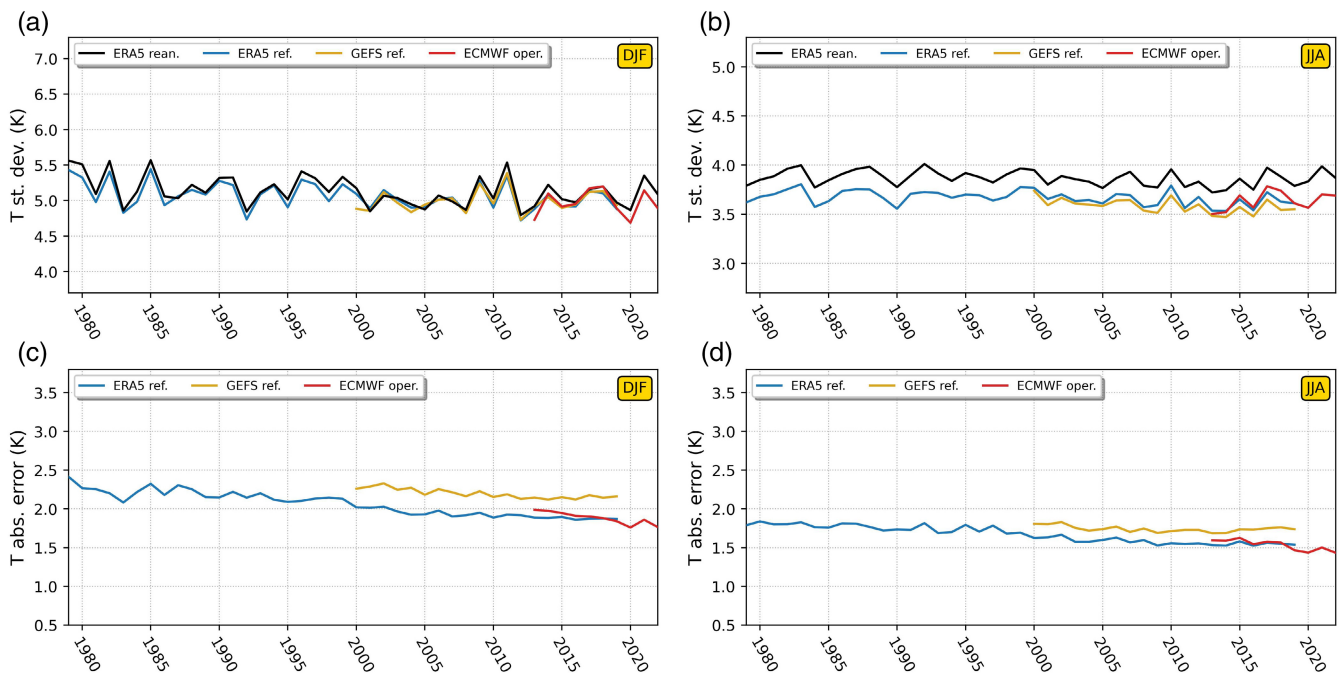 (a)
ERA5 rean. ERA5 ref. GEFS ref. ECMWF oper.
DJF
T st. dev. (K)
7.0
6.5
6.0
5.5
5.0
4.5
4.0
1980 1985 1990 1995 2000 2005 2010 2015 2020
(b)
ERA5 rean. ERA5 ref. GEFS ref. ECMWF oper.
JJA
T st. dev. (K)
5.0
4.5
4.0
3.5
3.0
1980 1985 1990 1995 2000 2005 2010 2015 2020
(c)
ERA5 ref. GEFS ref. ECMWF oper.
DJF
T abs. error (K)
3.5
3.0
2.5
2.0
1.5
1.0
0.5
1980 1985 1990 1995 2000 2005 2010 2015 2020
(d)
ERA5 ref. GEFS ref. ECMWF oper.
JJA
T abs. error (K)
3.5
3.0
2.5
2.0
1.5
1.0
0.5
1980 1985 1990 1995 2000 2005 2010 2015 2020